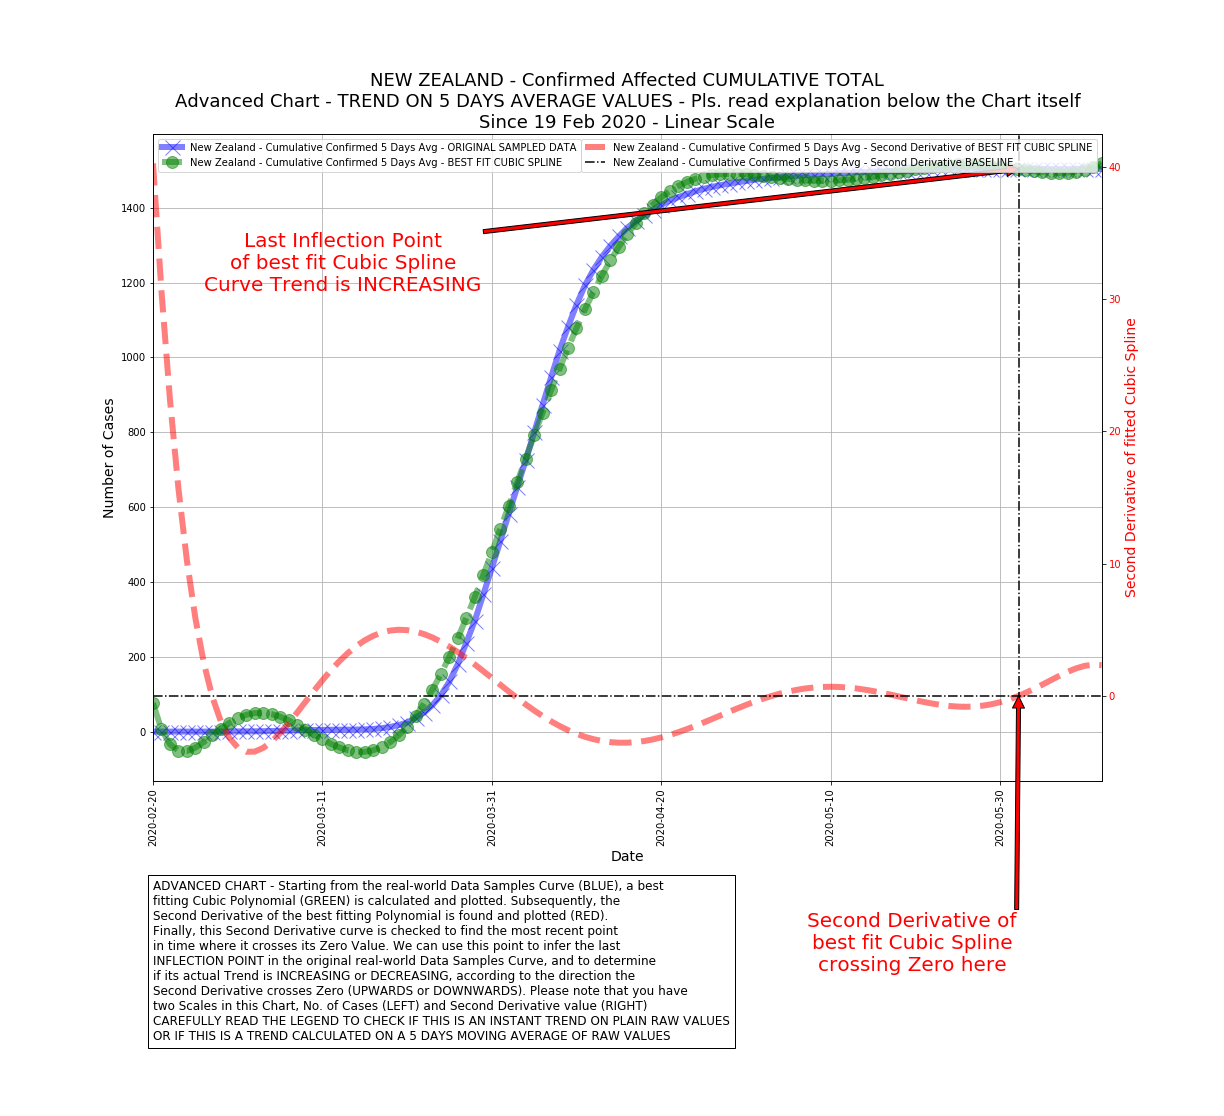 NEW ZEALAND - Confirmed Affected CUMULATIVE TOTAL
Advanced Chart - TREND ON 5 DAYS AVERAGE VALUES - Pls. read explanation below the Chart itself
Since 19 Feb 2020 - Linear Scale
New Zealand - Cumulative Confirmed 5 Days Avg - ORIGINAL SAMPLED DATA
New Zealand - Cumulative Confirmed 5 Days Avg - BEST FIT CUBIC SPLINE
New Zealand - Cumulative Confirmed 5 Days Avg - Second Derivative of BEST FIT CUBIC SPLINE
New Zealand - Cumulative Confirmed 5 Days Avg - Second Derivative BASELINE
Last Inflection Point
of best fit Cubic Spline
Curve Trend is INCREASING
Number of Cases
1400
1200
1000
800
600
400
200
0
40
30
20
10
0
Second Derivative of fitted Cubic Spline
2020-02-20
2020-03-11
2020-03-31
2020-04-20
2020-05-10
2020-05-30
Date
Second Derivative of
best fit Cubic Spline
crossing Zero here
ADVANCED CHART - Starting from the real-world Data Samples Curve (BLUE), a best
fitting Cubic Polynomial (GREEN) is calculated and plotted. Subsequently, the
Second Derivative of the best fitting Polynomial is found and plotted (RED).
Finally, this Second Derivative curve is checked to find the most recent point
in time where it crosses its Zero Value. We can use this point to infer the last
INFLECTION POINT in the original real-world Data Samples Curve, and to determine
if its actual Trend is INCREASING or DECREASING, according to the direction the
Second Derivative crosses Zero (UPWARDS or DOWNWARDS). Please note that you have
two Scales in this Chart, No. of Cases (LEFT) and Second Derivative value (RIGHT)
CAREFULLY READ THE LEGEND TO CHECK IF THIS IS AN INSTANT TREND ON PLAIN RAW VALUES
OR IF THIS IS A TREND CALCULATED ON A 5 DAYS MOVING AVERAGE OF RAW VALUES